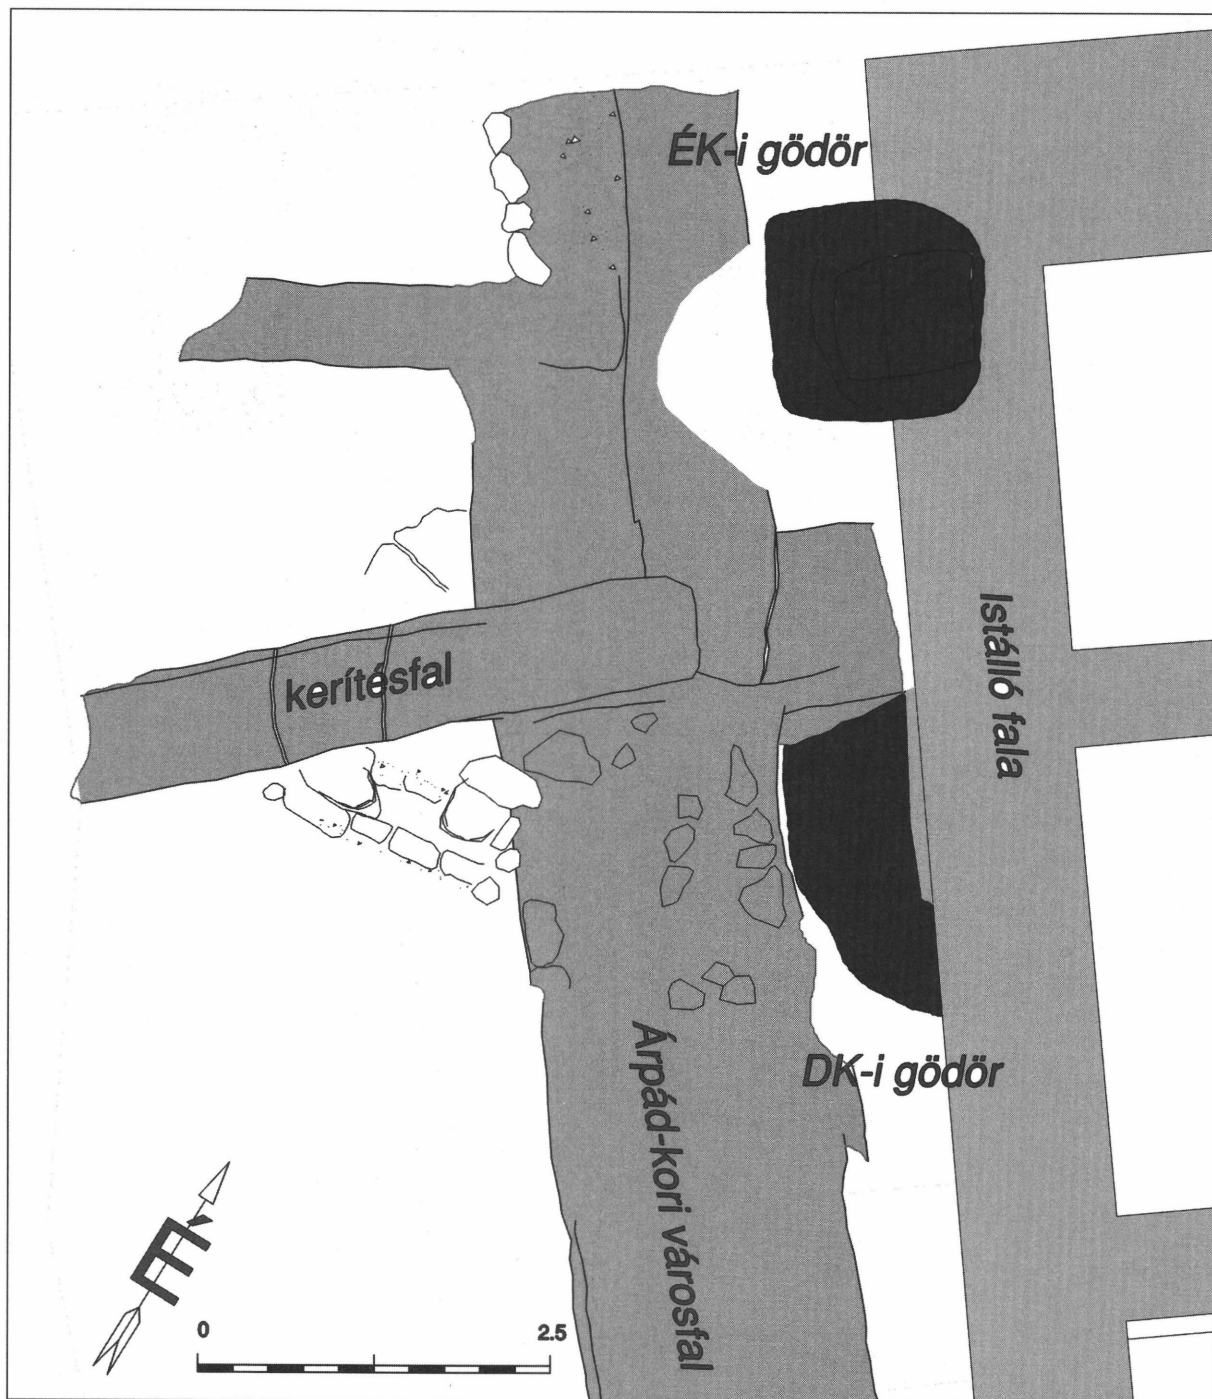 ÉK-i gödör
Istálló fala
kerítésfal
DK-i gödör
Árpád-kori városfal
É
0 2.5